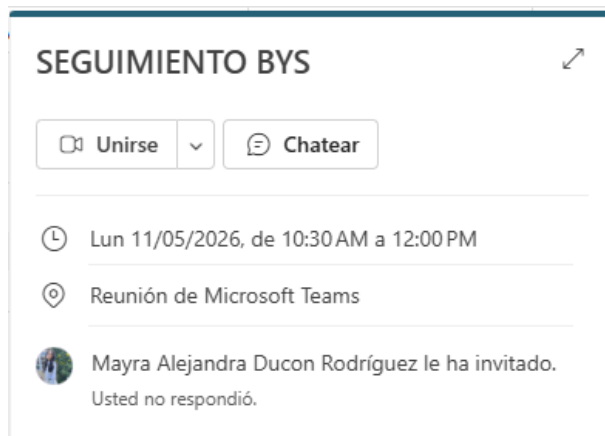 SEGUIMIENTO BYS
Unirse
Chatear
Lun 11/05/2026, de 10:30 AM a 12:00 PM
Reunión de Microsoft Teams
Mayra Alejandra Ducon Rodríguez le ha invitado.
Usted no respondió.